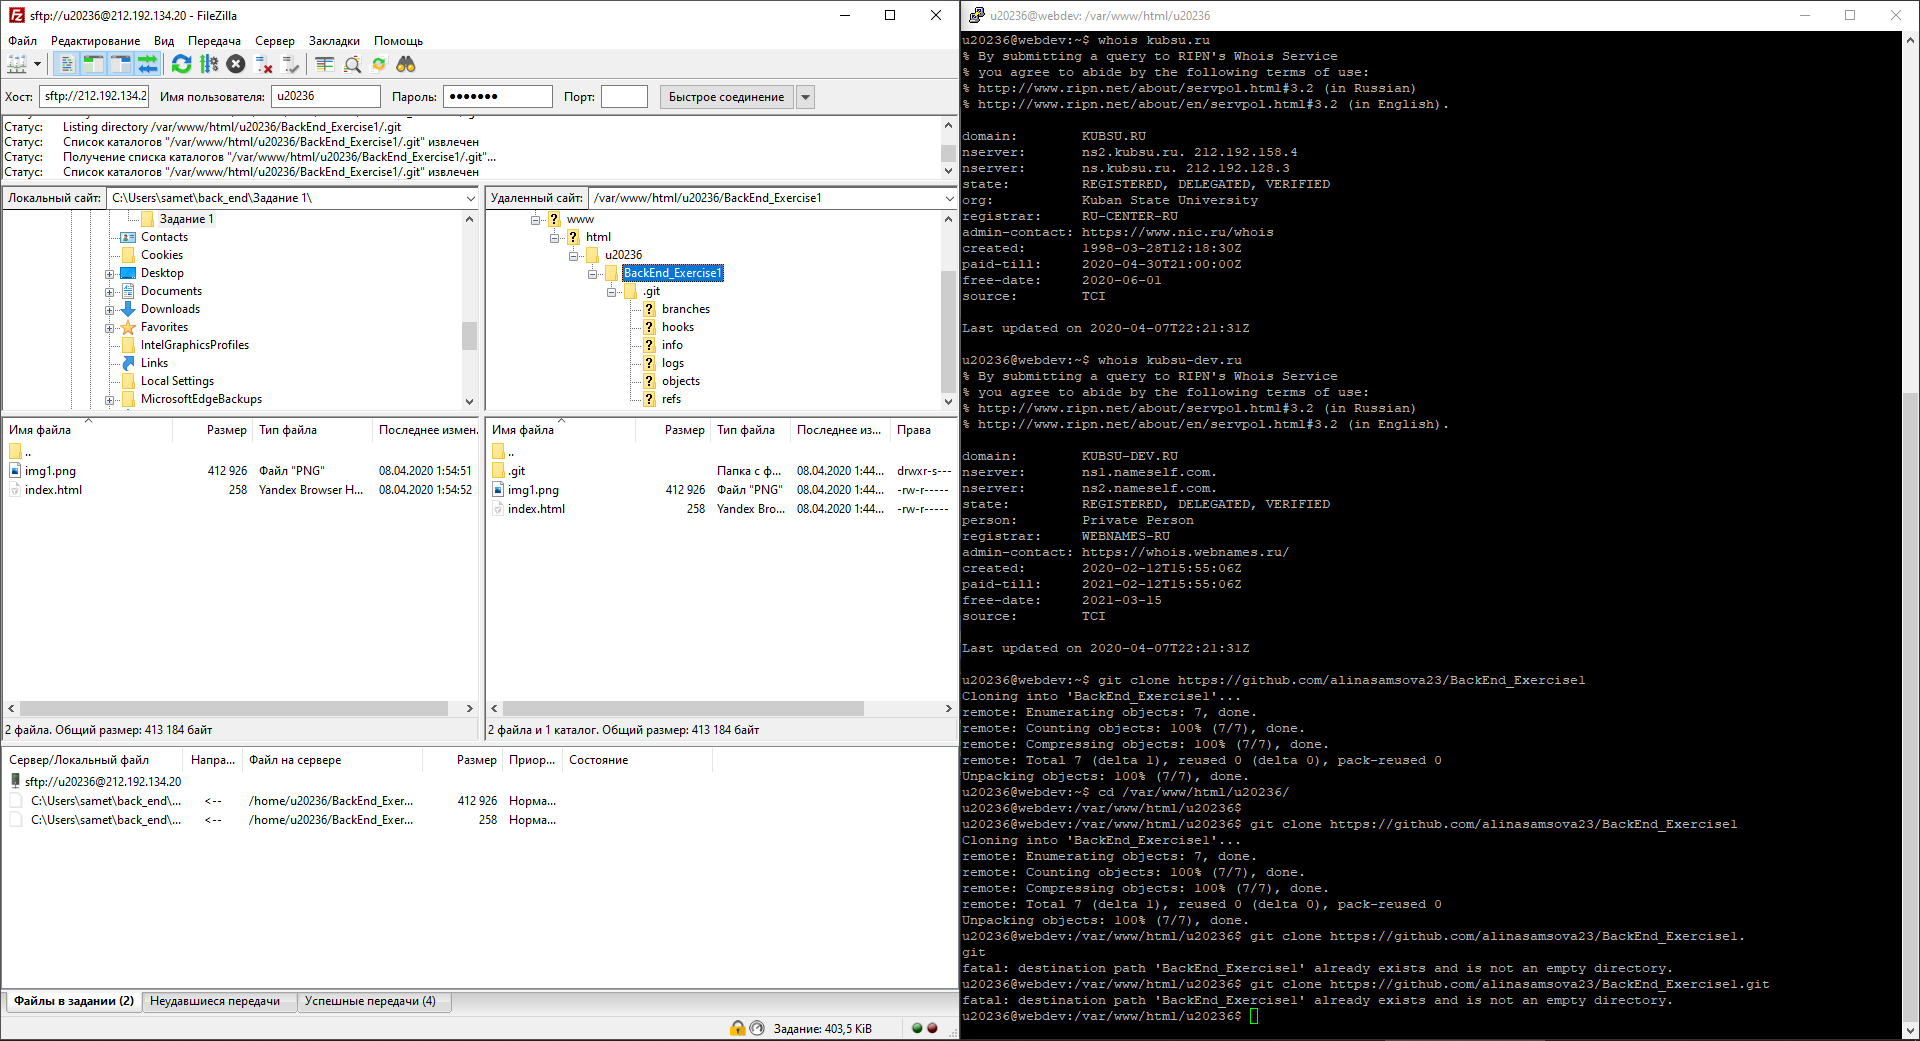 sftp://u20236@212.192.134.20 - FileZilla
Файл Редактирование Вид Передача Сервер Закладки Помощь
Хост: sftp://212.192.134.2 Имя пользователя: u20236 Пароль: ●●●●●●● Порт: Быстрое соединение
Статус: Listing directory /var/www/html/u20236/BackEnd_Exercise1/.git
Статус: Список каталогов "/var/www/html/u20236/BackEnd_Exercise1/.git" извлечен
Статус: Получение списка каталогов "/var/www/html/u20236/BackEnd_Exercise1/.git"...
Статус: Список каталогов "/var/www/html/u20236/BackEnd_Exercise1/.git" извлечен
Локальный сайт: C:\Users\samet\back_end\Задание 1\
Задание 1
Contacts
Cookies
Desktop
Documents
Downloads
Favorites
IntelGraphicsProfiles
Links
Local Settings
MicrosoftEdgeBackups
Имя файла Размер Тип файла Последнее измен.
..
img1.png 412 926 Файл "PNG" 08.04.2020 1:54:51
index.html 258 Yandex Browser H... 08.04.2020 1:54:52
2 файла. Общий размер: 413 184 байт
Удаленный сайт: /var/www/html/u20236/BackEnd_Exercise1
www
html
u20236
BackEnd_Exercise1
.git
branches
hooks
info
logs
objects
refs
Имя файла Размер Тип файла Последнее из... Права
..
.git Папка с ф... 08.04.2020 1:44... drwxr-s---
img1.png 412 926 Файл "PNG" 08.04.2020 1:44... -rw-r-----
index.html 258 Yandex Bro... 08.04.2020 1:44... -rw-r-----
2 файла и 1 каталог. Общий размер: 413 184 байт
Сервер/Локальный файл Напра... Файл на сервере Размер Приор... Состояние
sftp://u20236@212.192.134.20
C:\Users\samet\back_end\... <-- /home/u20236/BackEnd_Exer... 412 926 Норма...
C:\Users\samet\back_end\... <-- /home/u20236/BackEnd_Exer... 258 Норма...
Файлы в задании (2) Неудавшиеся передачи Успешные передачи (4)
Задание: 403,5 KiB
u20236@webdev: /var/www/html/u20236
u20236@webdev:~$ whois kubsu.ru
% By submitting a query to RIPN's Whois Service
% you agree to abide by the following terms of use:
% http://www.ripn.net/about/servpol.html#3.2 (in Russian)
% http://www.ripn.net/about/en/servpol.html#3.2 (in English).
domain: KUBSU.RU
nserver: ns2.kubsu.ru. 212.192.158.4
nserver: ns.kubsu.ru. 212.192.128.3
state: REGISTERED, DELEGATED, VERIFIED
org: Kuban State University
registrar: RU-CENTER-RU
admin-contact: https://www.nic.ru/whois
created: 1998-03-28T12:18:30Z
paid-till: 2020-04-30T21:00:00Z
free-date: 2020-06-01
source: TCI
Last updated on 2020-04-07T22:21:31Z
u20236@webdev:~$ whois kubsu-dev.ru
% By submitting a query to RIPN's Whois Service
% you agree to abide by the following terms of use:
% http://www.ripn.net/about/servpol.html#3.2 (in Russian)
% http://www.ripn.net/about/en/servpol.html#3.2 (in English).
domain: KUBSU-DEV.RU
nserver: ns1.nameself.com.
nserver: ns2.nameself.com.
state: REGISTERED, DELEGATED, VERIFIED
person: Private Person
registrar: WEBNAMES-RU
admin-contact: https://whois.webnames.ru/
created: 2020-02-12T15:55:06Z
paid-till: 2021-02-12T15:55:06Z
free-date: 2021-03-15
source: TCI
Last updated on 2020-04-07T22:21:31Z
u20236@webdev:~$ git clone https://github.com/alinasamsova23/BackEnd_Exercise1
Cloning into 'BackEnd_Exercise1'...
remote: Enumerating objects: 7, done.
remote: Counting objects: 100% (7/7), done.
remote: Compressing objects: 100% (7/7), done.
remote: Total 7 (delta 1), reused 0 (delta 0), pack-reused 0
Unpacking objects: 100% (7/7), done.
u20236@webdev:~$ cd /var/www/html/u20236/
u20236@webdev:/var/www/html/u20236$
u20236@webdev:/var/www/html/u20236$ git clone https://github.com/alinasamsova23/BackEnd_Exercise1
Cloning into 'BackEnd_Exercise1'...
remote: Enumerating objects: 7, done.
remote: Counting objects: 100% (7/7), done.
remote: Compressing objects: 100% (7/7), done.
remote: Total 7 (delta 1), reused 0 (delta 0), pack-reused 0
Unpacking objects: 100% (7/7), done.
u20236@webdev:/var/www/html/u20236$ git clone https://github.com/alinasamsova23/BackEnd_Exercise1.
git
fatal: destination path 'BackEnd_Exercise1' already exists and is not an empty directory.
u20236@webdev:/var/www/html/u20236$ git clone https://github.com/alinasamsova23/BackEnd_Exercise1.git
fatal: destination path 'BackEnd_Exercise1' already exists and is not an empty directory.
u20236@webdev:/var/www/html/u20236$